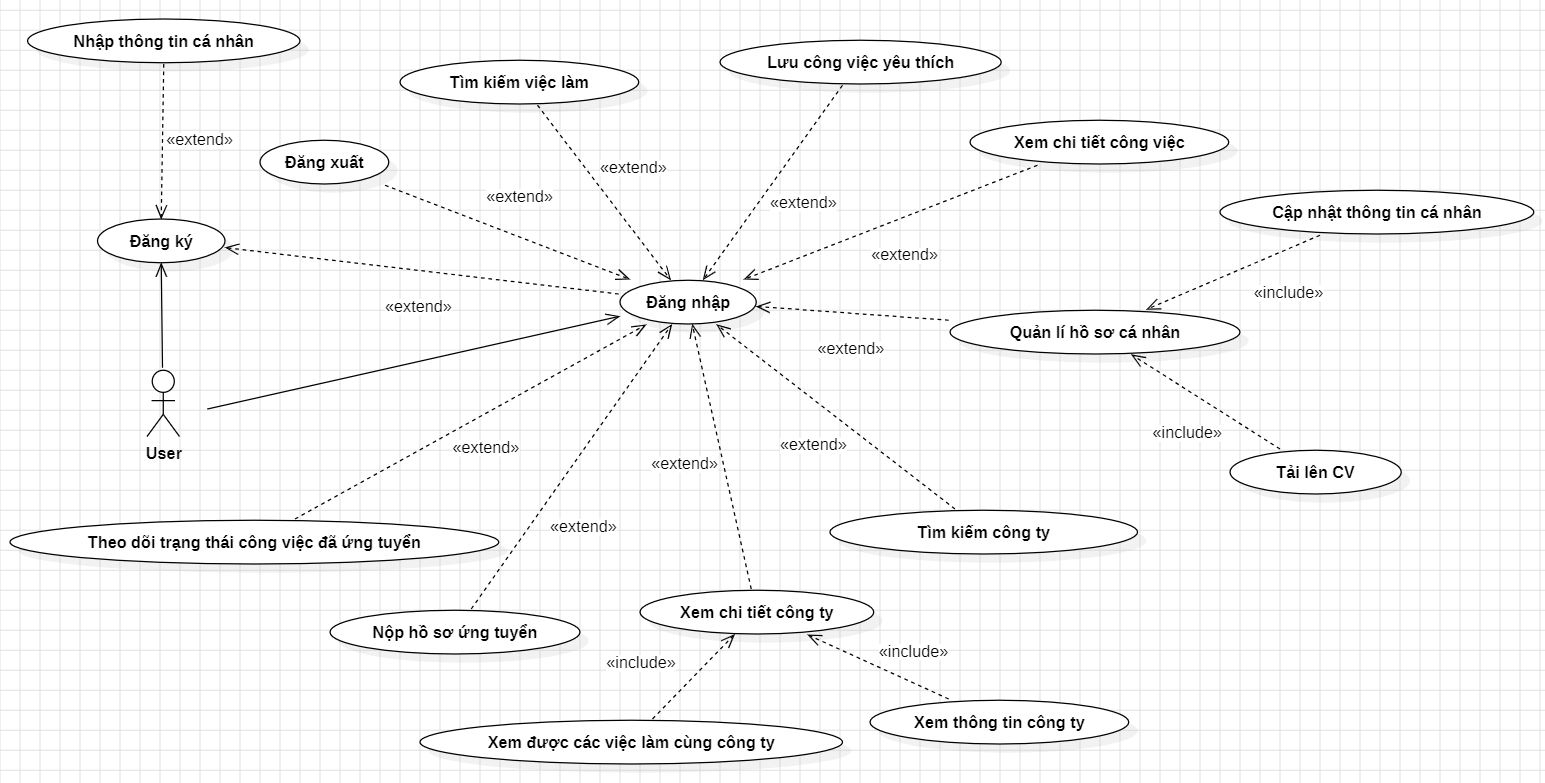 Nhập thông tin cá nhân
Tìm kiếm việc làm
Lưu công việc yêu thích
«extend»
Đăng xuất
«extend»
Xem chi tiết công việc
«extend»
«extend»
Cập nhật thông tin cá nhân
Đăng ký
«extend»
«include»
«extend»
Đăng nhập
Quản lí hồ sơ cá nhân
«extend»
User
«extend»
«extend»
«extend»
«include»
Tải lên CV
«extend»
Theo dõi trạng thái công việc đã ứng tuyển
Tìm kiếm công ty
Nộp hồ sơ ứng tuyển
Xem chi tiết công ty
«include»
«include»
Xem được các việc làm cùng công ty
Xem thông tin công ty